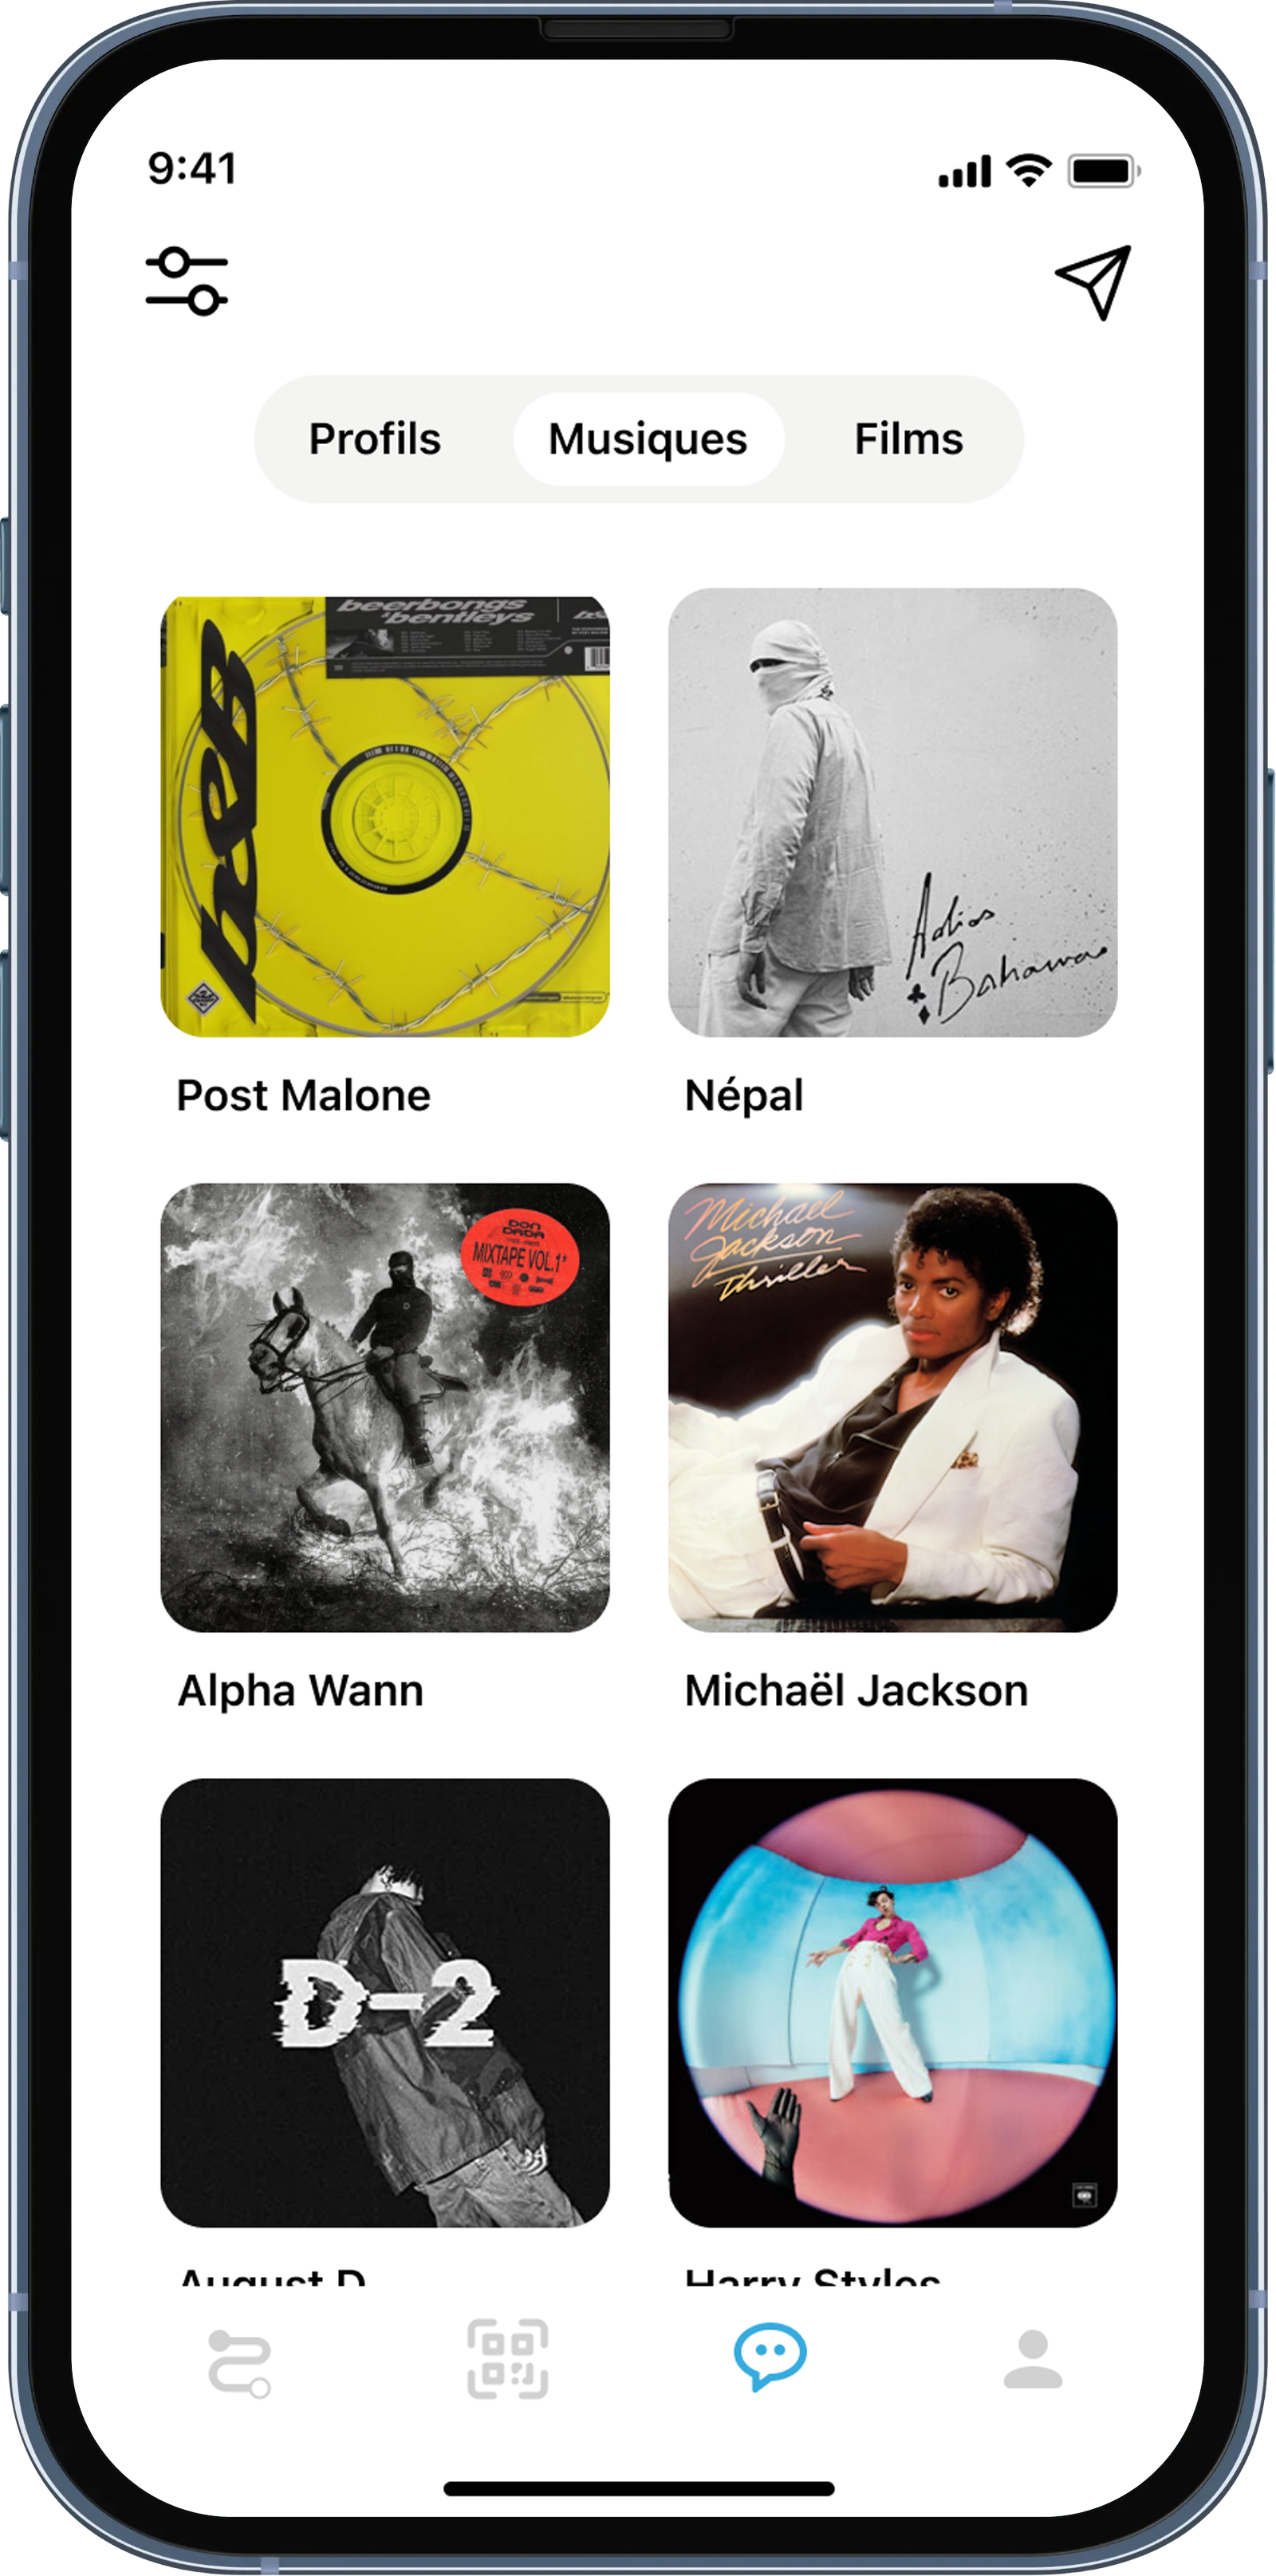 9:41
Profils Musiques Films
beerbongs
'bentleys
b&b
Adios
Bahamas
Post Malone
Népal
DON
DADA
MIXTAPE VOL.1
Michael
Jackson
Thriller
Alpha Wann
Michaël Jackson
D-2
August D
Harry Styles